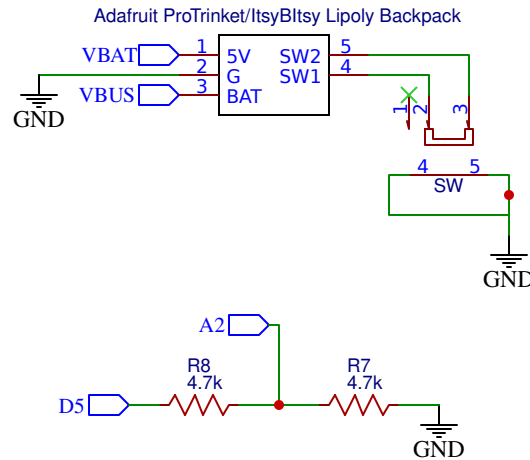 Adafruit ProTrinket/ItsyBItsy Lipoly Backpack
VBAT 1 5V SW2 5
2 G SW1 4
GND VBUS 3 BAT
1 2 3
4 5
SW
GND
A2
R8 R7
4.7k 4.7k
D5
GND